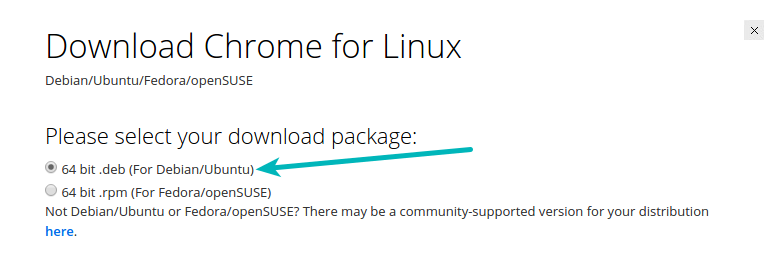 Download Chrome for Linux
Debian/Ubuntu/Fedora/openSUSE
Please select your download package:
64 bit .deb (For Debian/Ubuntu)
64 bit .rpm (For Fedora/openSUSE)
Not Debian/Ubuntu or Fedora/openSUSE? There may be a community-supported version for your distribution
here.